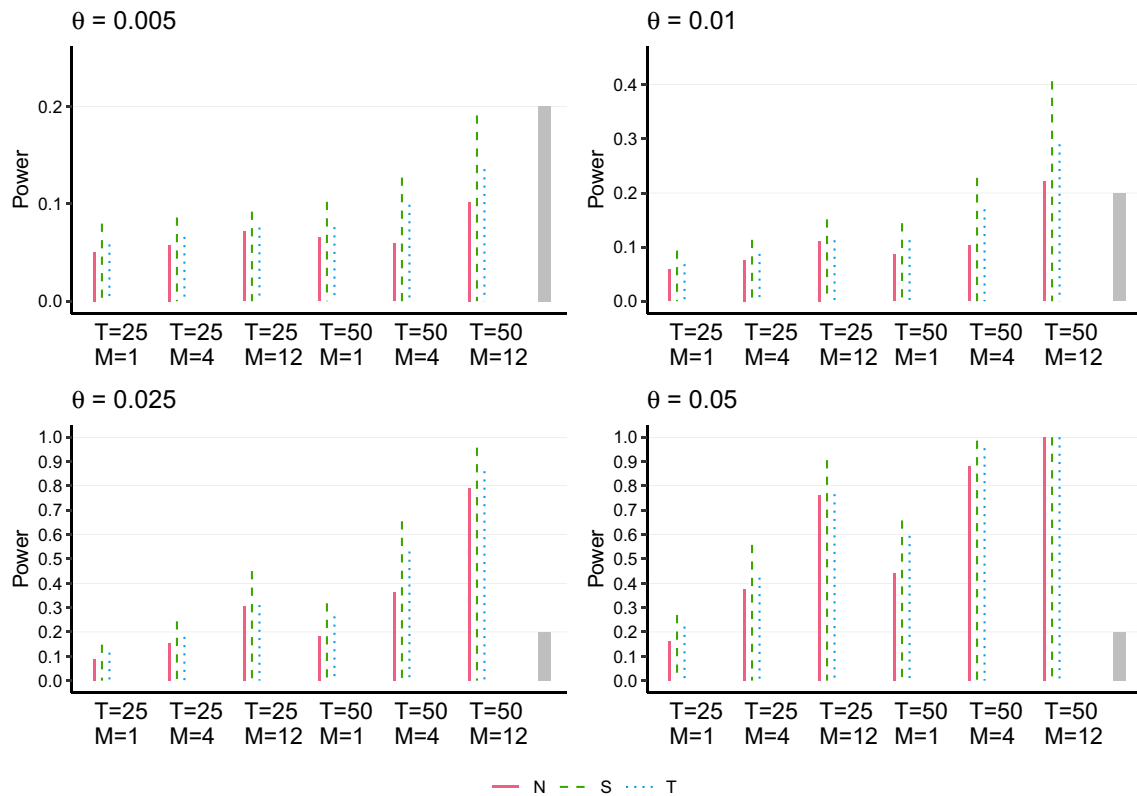 θ = 0.005
Power
0.2
0.1
0.0
T=25 T=25 T=25 T=50 T=50 T=50
M=1 M=4 M=12 M=1 M=4 M=12
θ = 0.01
Power
0.4
0.3
0.2
0.1
0.0
T=25 T=25 T=25 T=50 T=50 T=50
M=1 M=4 M=12 M=1 M=4 M=12
θ = 0.025
Power
1.0
0.9
0.8
0.7
0.6
0.5
0.4
0.3
0.2
0.1
0.0
T=25 T=25 T=25 T=50 T=50 T=50
M=1 M=4 M=12 M=1 M=4 M=12
θ = 0.05
Power
1.0
0.9
0.8
0.7
0.6
0.5
0.4
0.3
0.2
0.1
0.0
T=25 T=25 T=25 T=50 T=50 T=50
M=1 M=4 M=12 M=1 M=4 M=12
N S T